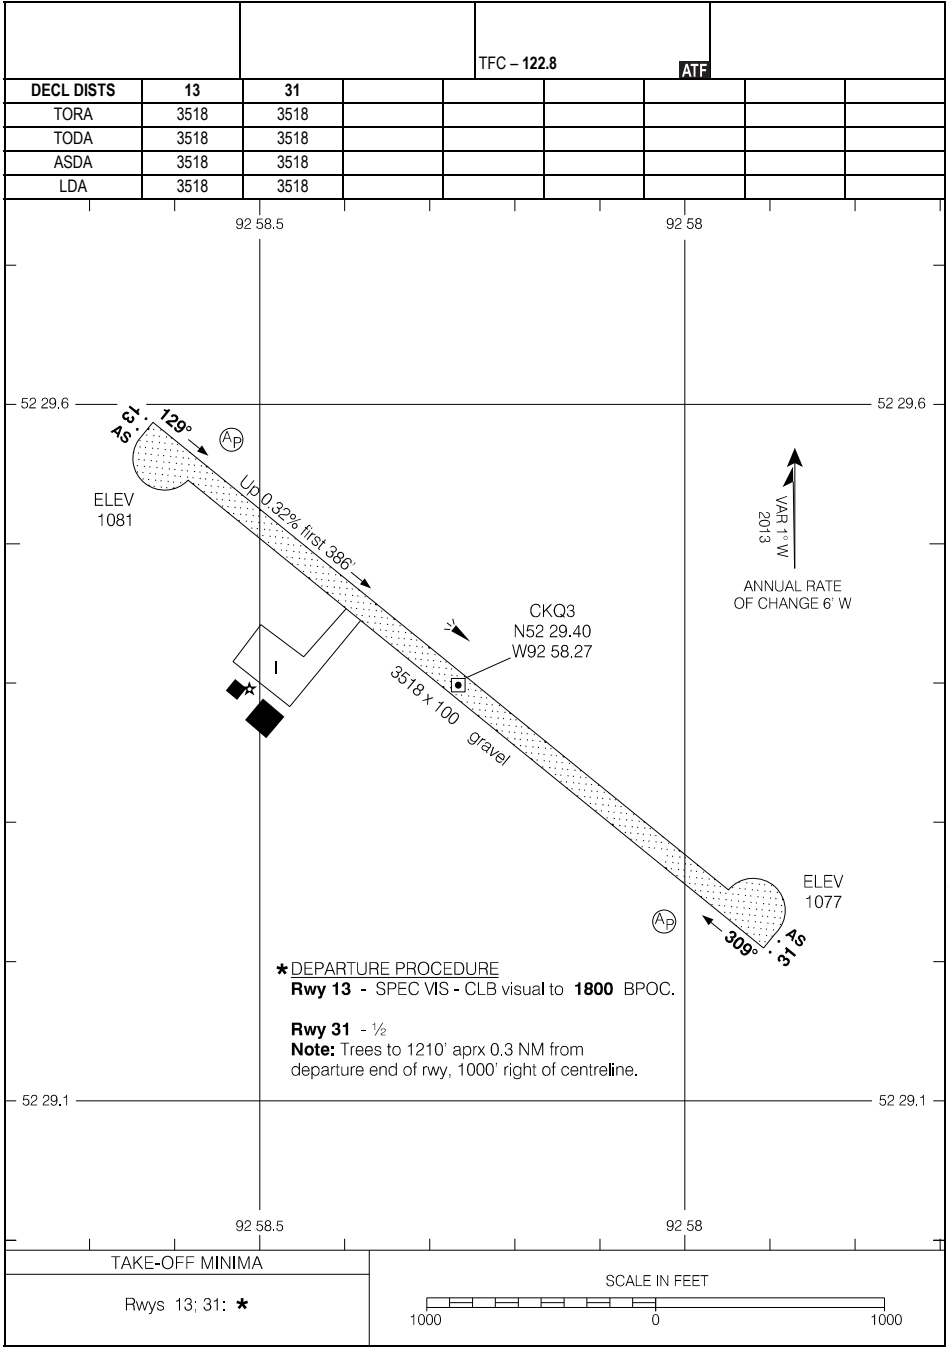 TFC – 122.8
ATF
DECL DISTS 13 31
TORA 3518 3518
TODA 3518 3518
ASDA 3518 3518
LDA 3518 3518
92 58.5 92 58
52 29.6 52 29.6
13
AS
129°
AP
ELEV
1081
Up 0.32% first 386'
VAR 1° W
2013
ANNUAL RATE
OF CHANGE 6' W
CKQ3
N52 29.40
W92 58.27
I
3518 x 100 gravel
ELEV
1077
AP
309°
AS
31
* DEPARTURE PROCEDURE
Rwy 13 - SPEC VIS - CLB visual to 1800 BPOC.
Rwy 31 - ½
Note: Trees to 1210' aprx 0.3 NM from
departure end of rwy, 1000' right of centreline.
52 29.1 52 29.1
92 58.5 92 58
TAKE-OFF MINIMA
Rwys 13; 31: *
SCALE IN FEET
1000 0 1000